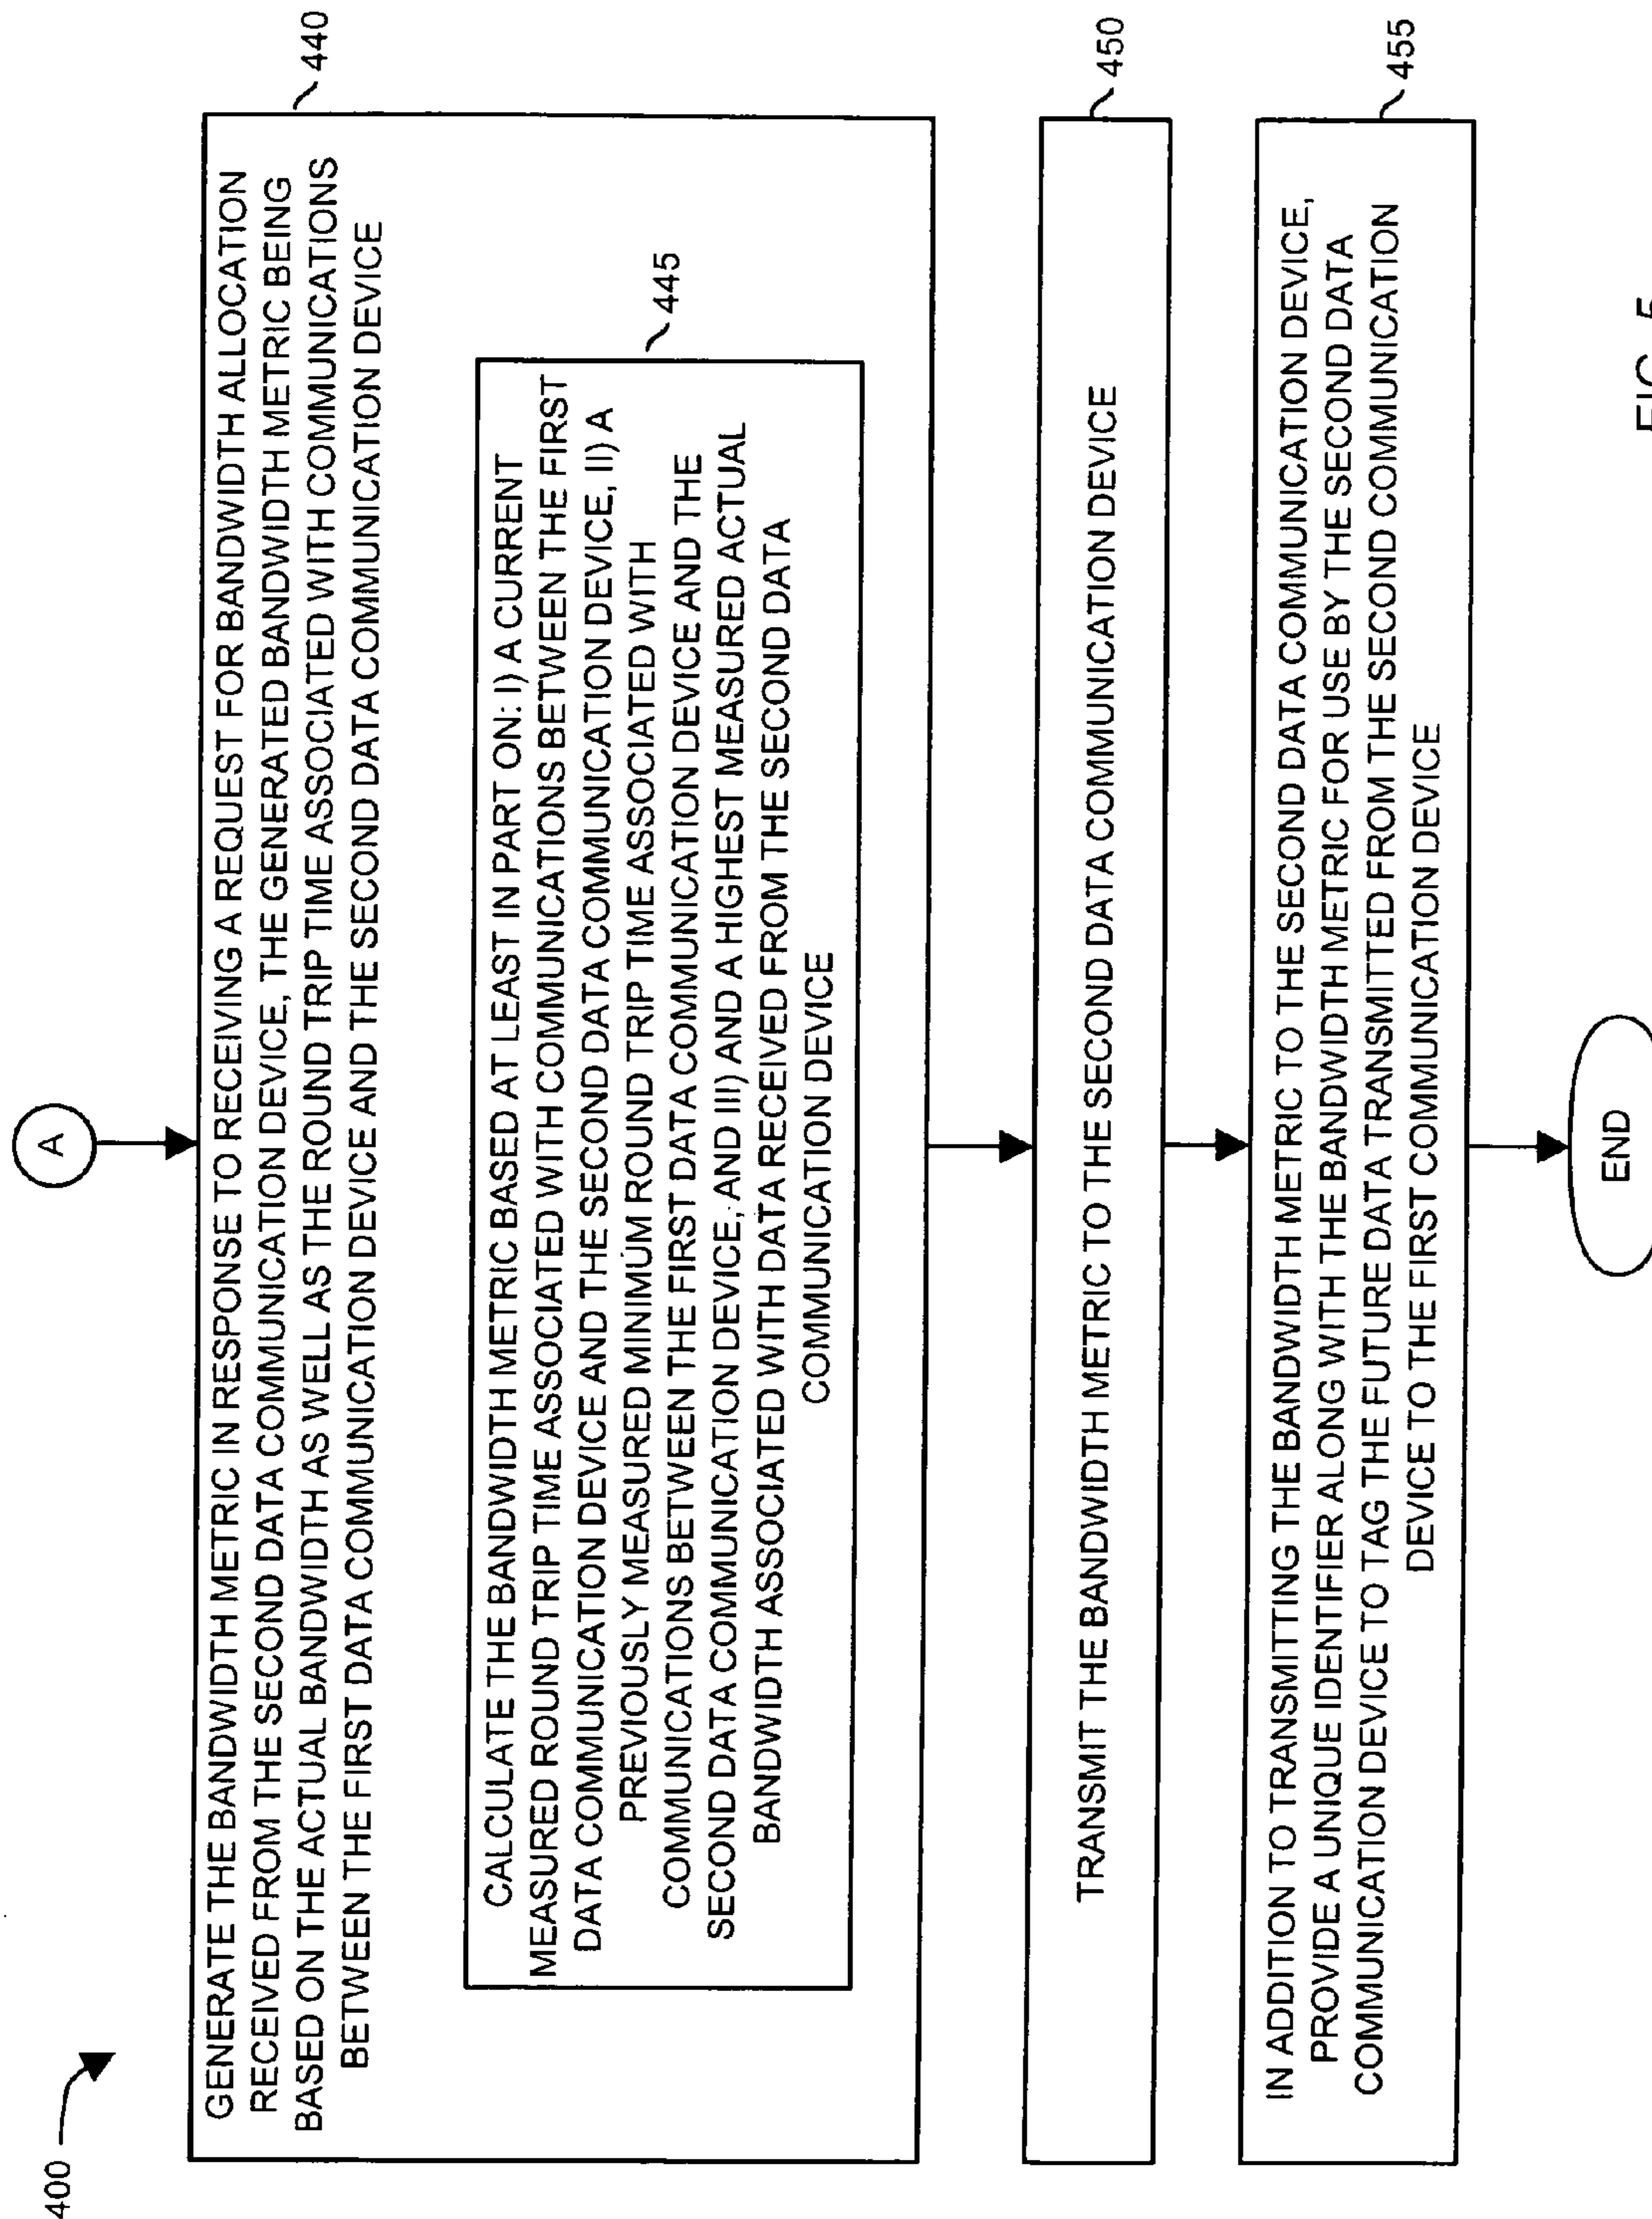 400
A
440
GENERATE THE BANDWIDTH METRIC IN RESPONSE TO RECEIVING A REQUEST FOR BANDWIDTH ALLOCATION
RECEIVED FROM THE SECOND DATA COMMUNICATION DEVICE, THE GENERATED BANDWIDTH METRIC BEING
BASED ON THE ACTUAL BANDWIDTH AS WELL AS THE ROUND TRIP TIME ASSOCIATED WITH COMMUNICATIONS
BETWEEN THE FIRST DATA COMMUNICATION DEVICE AND THE SECOND DATA COMMUNICATION DEVICE
445
CALCULATE THE BANDWIDTH METRIC BASED AT LEAST IN PART ON: I) A CURRENT
MEASURED ROUND TRIP TIME ASSOCIATED WITH COMMUNICATIONS BETWEEN THE FIRST
DATA COMMUNICATION DEVICE AND THE SECOND DATA COMMUNICATION DEVICE, II) A
PREVIOUSLY MEASURED MINIMUM ROUND TRIP TIME ASSOCIATED WITH
COMMUNICATIONS BETWEEN THE FIRST DATA COMMUNICATION DEVICE AND THE
SECOND DATA COMMUNICATION DEVICE, AND III) AND A HIGHEST MEASURED ACTUAL
BANDWIDTH ASSOCIATED WITH DATA RECEIVED FROM THE SECOND DATA
COMMUNICATION DEVICE
450
TRANSMIT THE BANDWIDTH METRIC TO THE SECOND DATA COMMUNICATION DEVICE
455
IN ADDITION TO TRANSMITTING THE BANDWIDTH METRIC TO THE SECOND DATA COMMUNICATION DEVICE,
PROVIDE A UNIQUE IDENTIFIER ALONG WITH THE BANDWIDTH METRIC FOR USE BY THE SECOND DATA
COMMUNICATION DEVICE TO TAG THE FUTURE DATA TRANSMITTED FROM THE SECOND COMMUNICATION
DEVICE TO THE FIRST COMMUNICATION DEVICE
END
FIG. 5